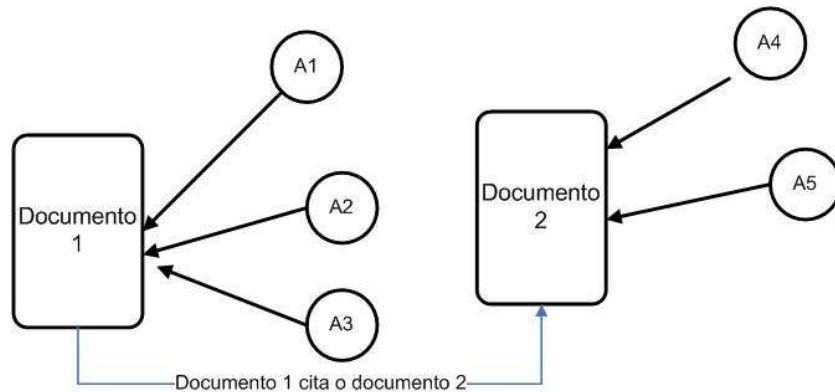 A1
A4
Documento
1
A2
Documento
2
A5
A3
Documento 1 cita o documento 2